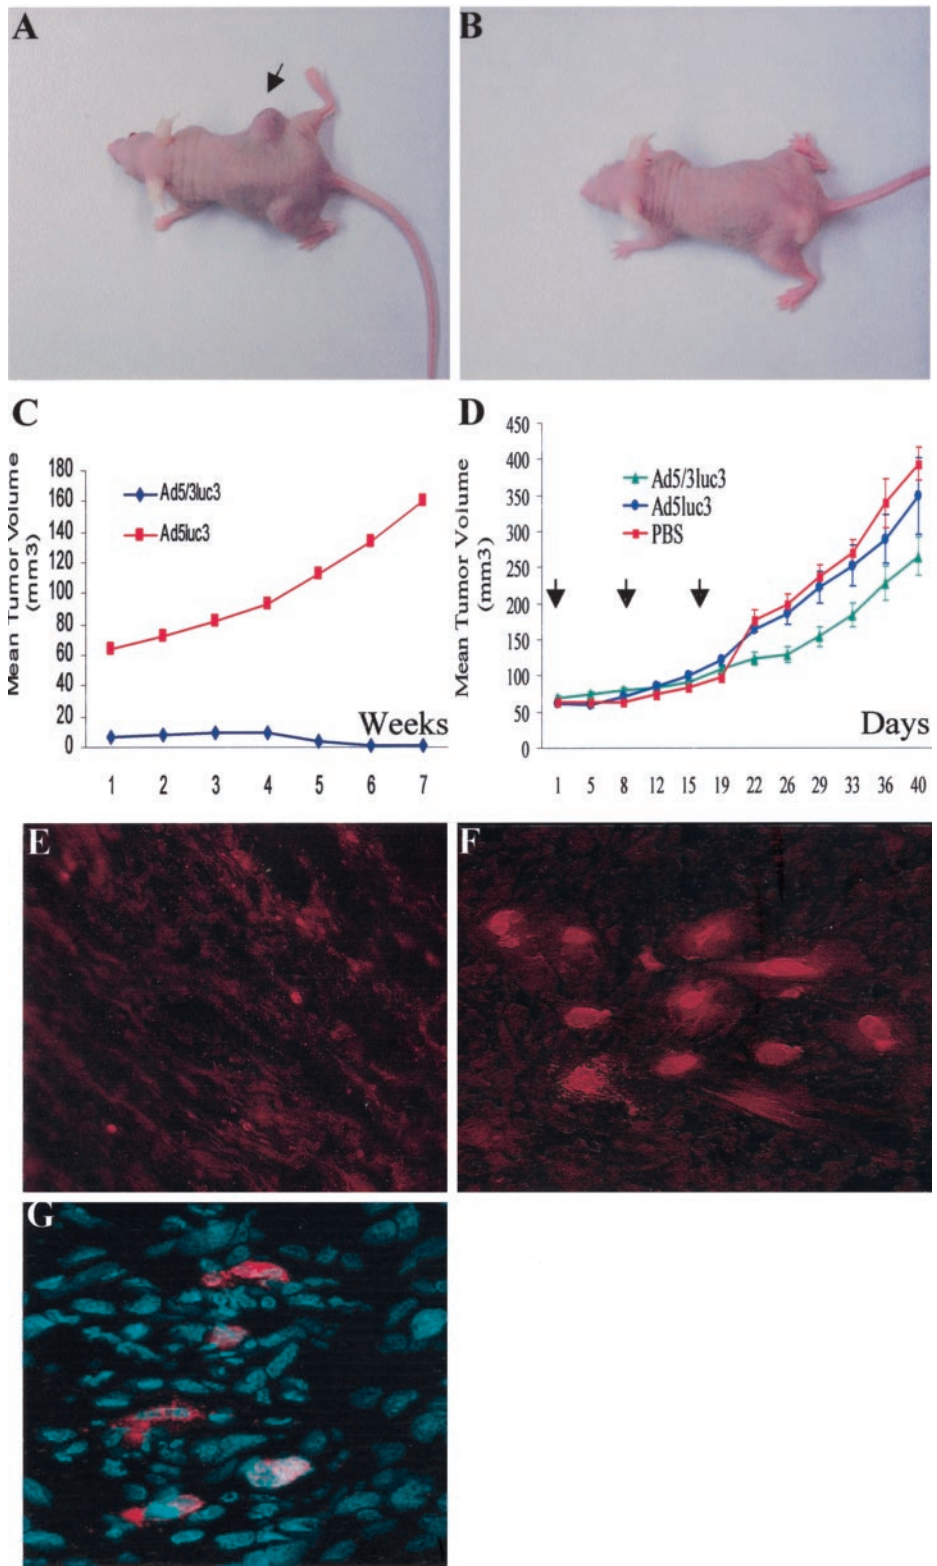 A
B
C
Mean Tumor Volume
(mm3)
180
160
140
120
100
80
60
40
20
0
Ad5/3luc3
Ad5luc3
Weeks
1 2 3 4 5 6 7
D
Mean Tumor Volume
(mm3)
450
400
350
300
250
200
150
100
50
0
Ad5/3luc3
Ad5luc3
PBS
Days
1 5 8 12 15 19 22 26 29 33 36 40
E
F
G